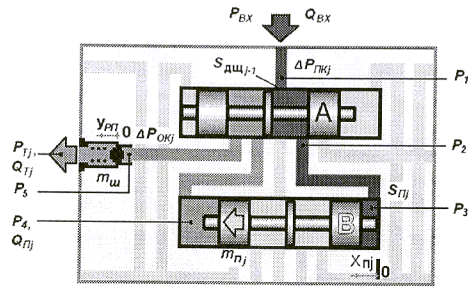 P_ВХ Q_ВХ
S_ДЩj-1 ΔP_ПКj P_1
A
y_РП 0 ΔP_ОКj
P_Tj, Q_Tj
m_ш
P_2
P_5
S_Пj
P_3
P_4, Q_Пj
B
m_Пj
X_Пj 0